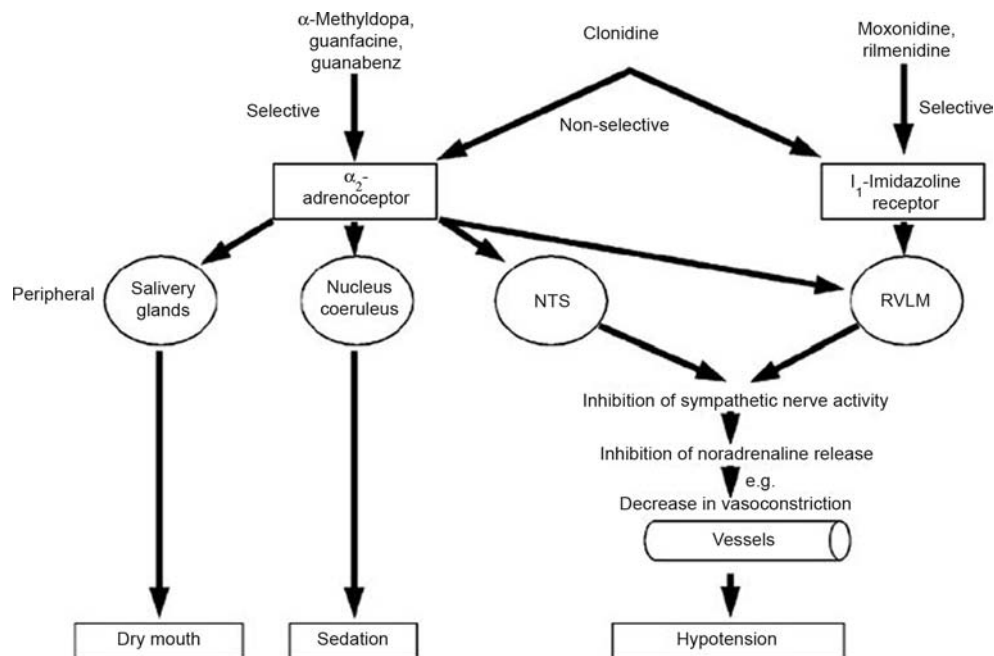 α-Methyldopa,
guanfacine,
guanabenz
Clonidine
Moxonidine,
rilmenidine
Selective
Non-selective
Selective
α2-
adrenoceptor
I1-Imidazoline
receptor
Peripheral
Salivery
glands
Nucleus
coeruleus
NTS
RVLM
Inhibition of sympathetic nerve activity
Inhibition of noradrenaline release
e.g.
Decrease in vasoconstriction
Vessels
Dry mouth
Sedation
Hypotension